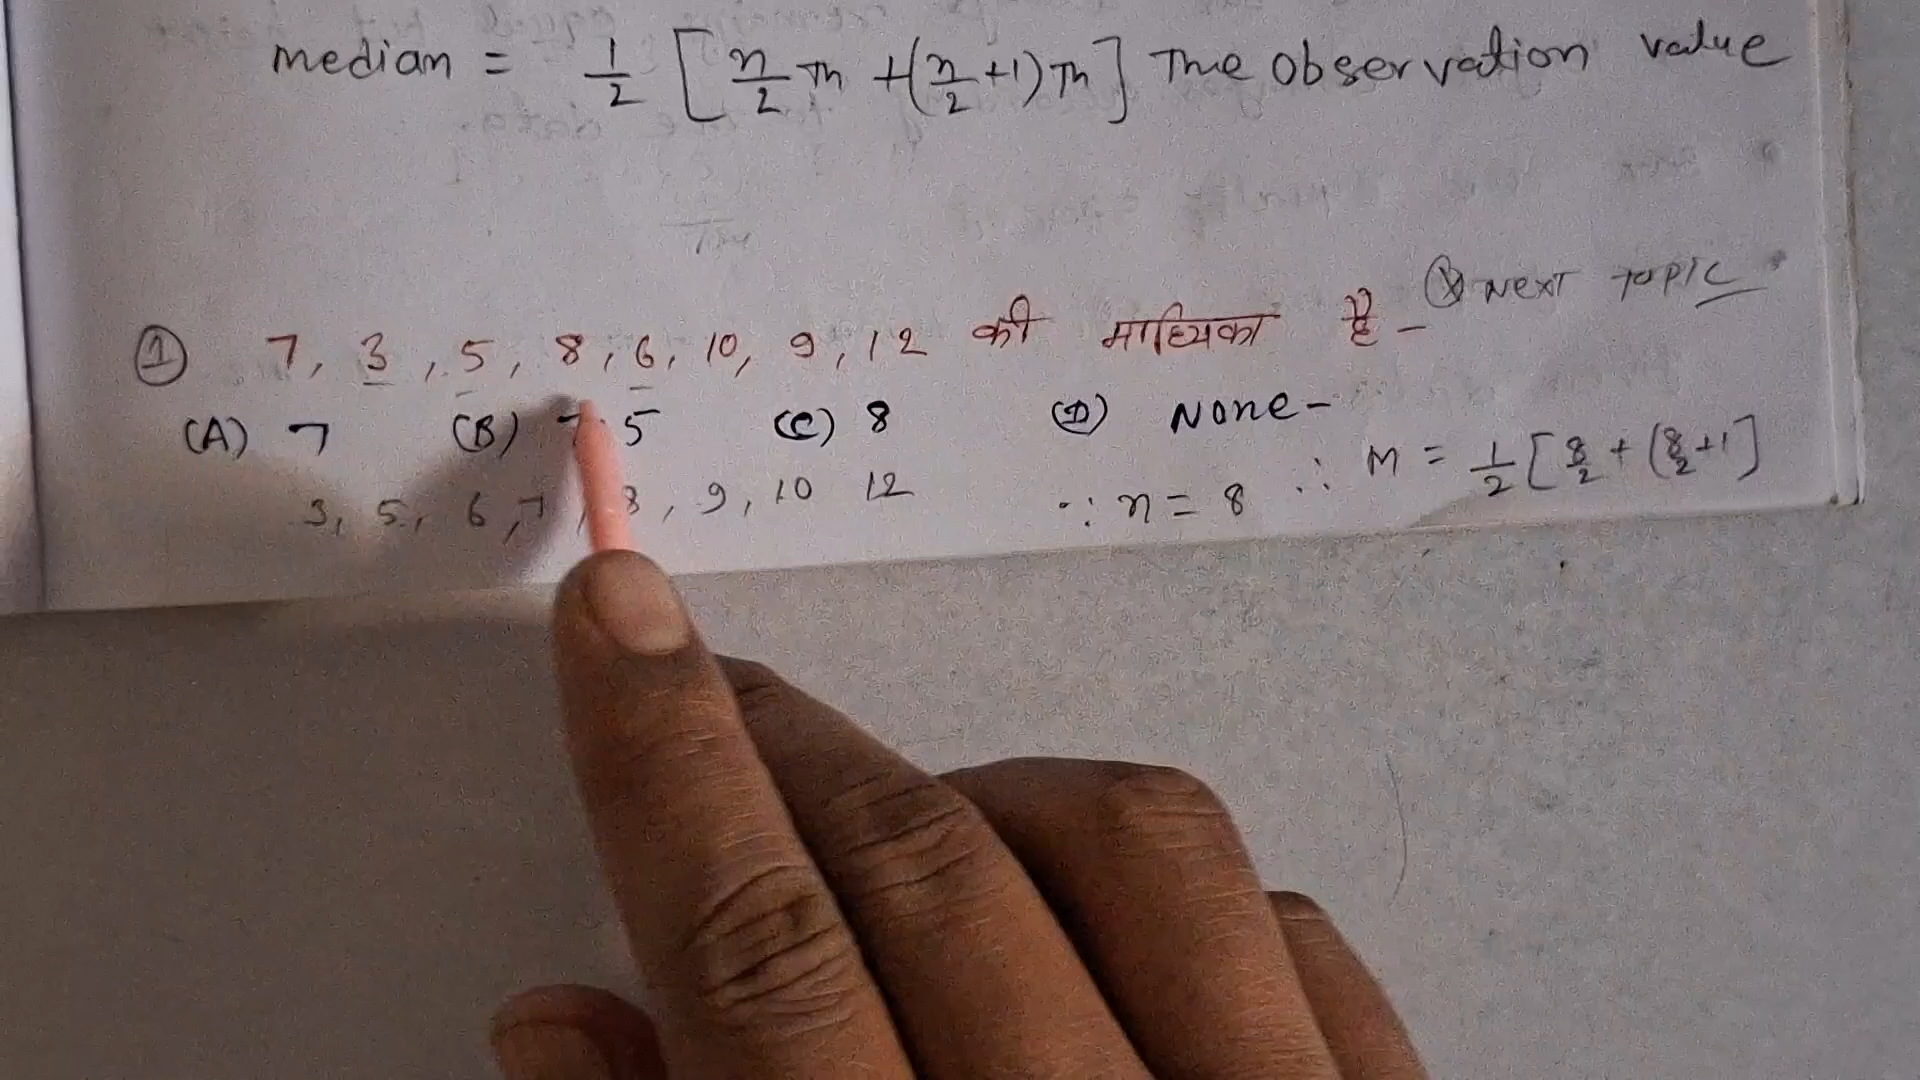 median = 1/2 [n/2 Th + (n/2 +1) Th] The observation value
① 7, 3, 5, 8, 6, 10, 9, 12 की माध्यिका है - Next topic
(A) 7 (B) 7.5 (C) 8 (D) None-
3, 5, 6, 7, 8, 9, 10 12 ∵ n = 8 ∴ M = 1/2 [8/2 + (8/2 +1]